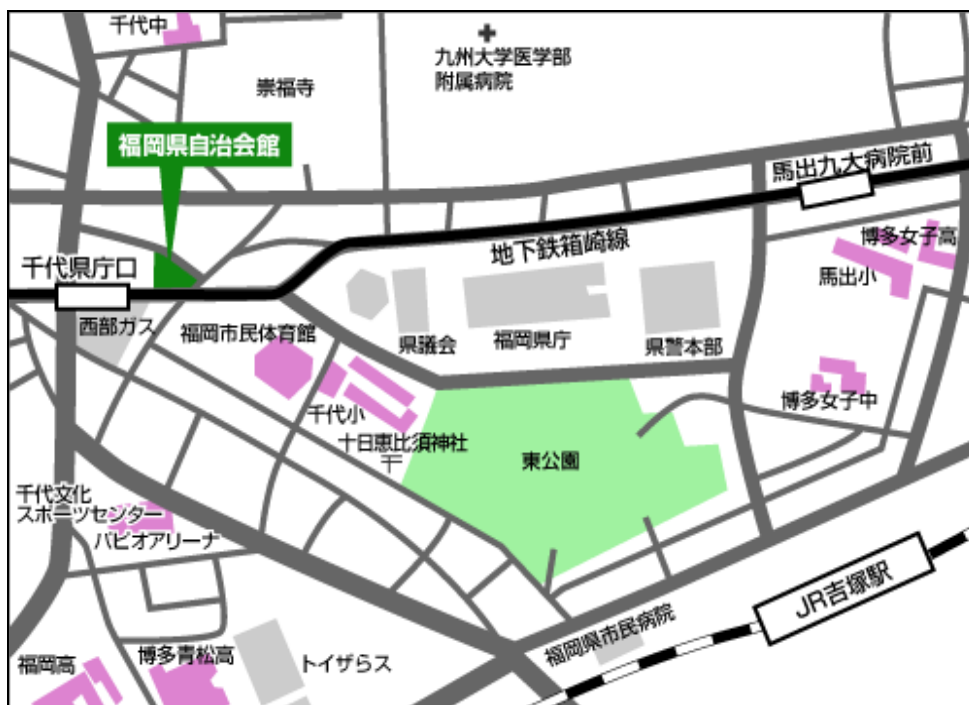 千代中
崇福寺
九州大学医学部
附属病院
福岡県自治会館
馬出九大病院前
千代県庁口
地下鉄箱崎線
博多女子高
馬出小
西部ガス
福岡市民体育館
県議会
福岡県庁
県警本部
千代小
博多女子中
十日恵比須神社
東公園
千代文化
スポーツセンター
パピオアリーナ
JR吉塚駅
福岡県市民病院
福岡高
博多青松高
トイザらス